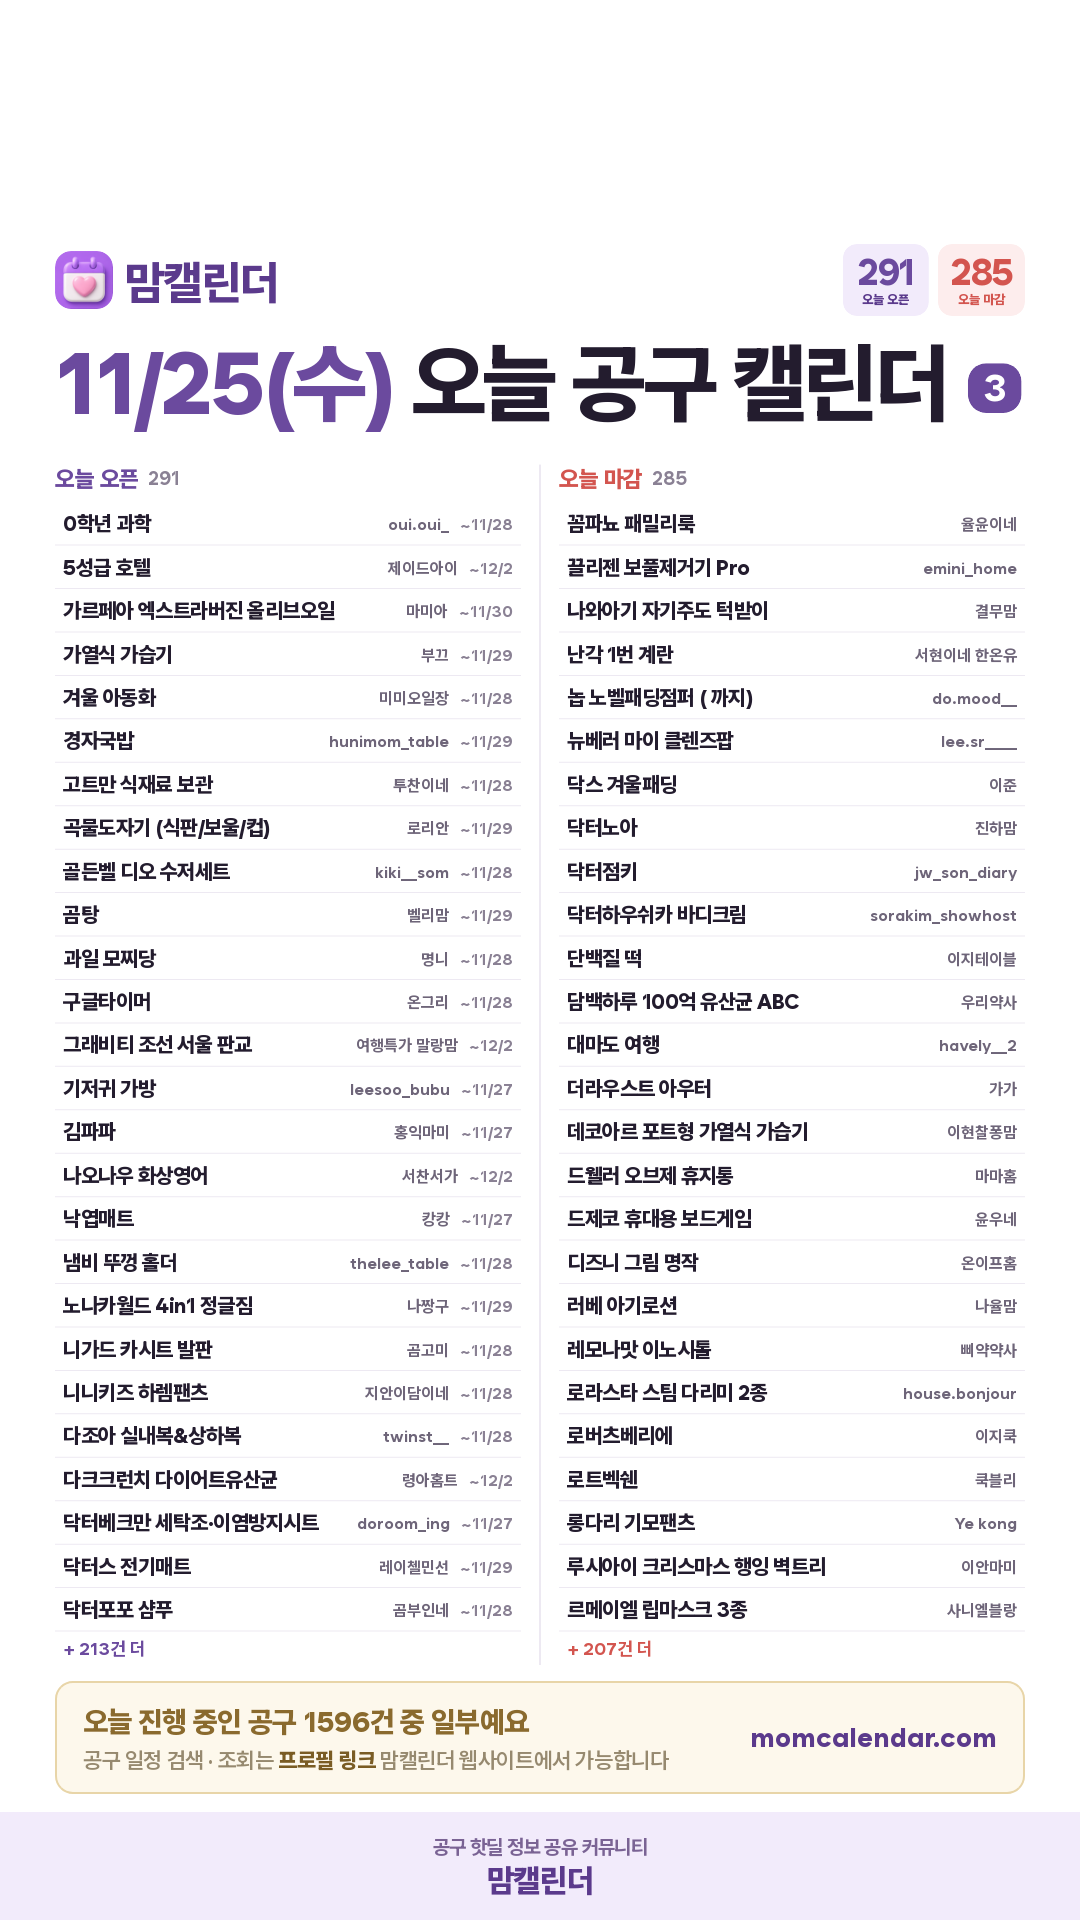 맘캘린더
291
오늘 오픈
285
오늘 마감
11/25(수) 오늘 공구 캘린더 3
오늘 오픈 291
0학년 과학 oui.oui_ ~11/28
5성급 호텔 제이드아이 ~12/2
가르페아 엑스트라버진 올리브오일 마미아 ~11/30
가열식 가습기 부끄 ~11/29
겨울 아동화 미미오일장 ~11/28
경자국밥 hunimom_table ~11/29
고트만 식재료 보관 투찬이네 ~11/28
곡물도자기 (식판/보울/컵) 로리안 ~11/29
골든벨 디오 수저세트 kiki__som ~11/28
곰탕 벨리맘 ~11/29
과일 모찌당 명니 ~11/28
구글타이머 온그리 ~11/28
그래비티 조선 서울 판교 여행특가 말랑맘 ~12/2
기저귀 가방 leesoo_bubu ~11/27
김파파 홍익마미 ~11/27
나오나우 화상영어 서찬서가 ~12/2
낙엽매트 캉캉 ~11/27
냄비 뚜껑 홀더 thelee_table ~11/28
노나카월드 4in1 정글짐 나짱구 ~11/29
니가드 카시트 발판 곰고미 ~11/28
니니키즈 하렘팬츠 지안이담이네 ~11/28
다조아 실내복&상하복 twinst__ ~11/28
다크크런치 다이어트유산균 령아홈트 ~12/2
닥터베크만 세탁조·이염방지시트 doroom_ing ~11/27
닥터스 전기매트 레이첼민선 ~11/29
닥터포포 샴푸 곰부인네 ~11/28
+ 213건 더
오늘 마감 285
꼼파뇨 패밀리룩 율윤이네
끌리젠 보풀제거기 Pro emini_home
나와아기 자기주도 턱받이 결무맘
난각 1번 계란 서현이네 한온유
놉 노벨패딩점퍼 ( 까지) do.mood__
뉴베러 마이 클렌즈팝 lee.sr____
닥스 겨울패딩 이준
닥터노아 진하맘
닥터점키 jw_son_diary
닥터하우쉬카 바디크림 sorakim_showhost
단백질 떡 이지테이블
담백하루 100억 유산균 ABC 우리약사
대마도 여행 havely__2
더라우스트 아우터 가가
데코아르 포트형 가열식 가습기 이현찰퐁맘
드웰러 오브제 휴지통 마마홈
드제코 휴대용 보드게임 윤우네
디즈니 그림 명작 온이프홈
러베 아기로션 나율맘
레모나맛 이노시톨 삐약약사
로라스타 스팀 다리미 2종 house.bonjour
로버츠베리에 이지쿡
로트벡쉔 쿡블리
롱다리 기모팬츠 Ye kong
루시아이 크리스마스 행잉 벽트리 이안마미
르메이엘 립마스크 3종 사니엘블랑
+ 207건 더
오늘 진행 중인 공구 1596건 중 일부예요
공구 일정 검색 · 조회는 프로필 링크 맘캘린더 웹사이트에서 가능합니다
momcalendar.com
공구 핫딜 정보 공유 커뮤니티
맘캘린더